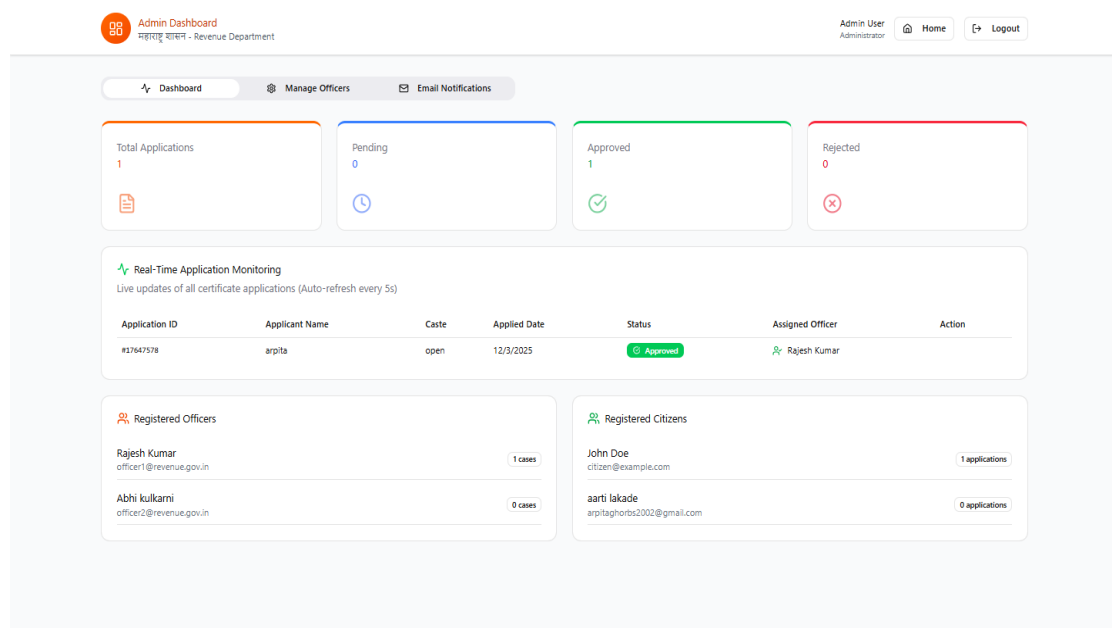 Admin Dashboard
महाराष्ट्र शासन - Revenue Department
Admin User
Administrator
Home
Logout
Dashboard
Manage Officers
Email Notifications
Total Applications
1
Pending
0
Approved
1
Rejected
0
Real-Time Application Monitoring
Live updates of all certificate applications (Auto-refresh every 5s)
Application ID Applicant Name Caste Applied Date Status Assigned Officer Action
#17647578 arpita open 12/3/2025 Approved Rajesh Kumar
Registered Officers
Rajesh Kumar
officer1@revenue.gov.in
1 cases
Abhi kulkarni
officer2@revenue.gov.in
0 cases
Registered Citizens
John Doe
citizen@example.com
1 applications
aarti lakade
arpitaghorbs2002@gmail.com
0 applications